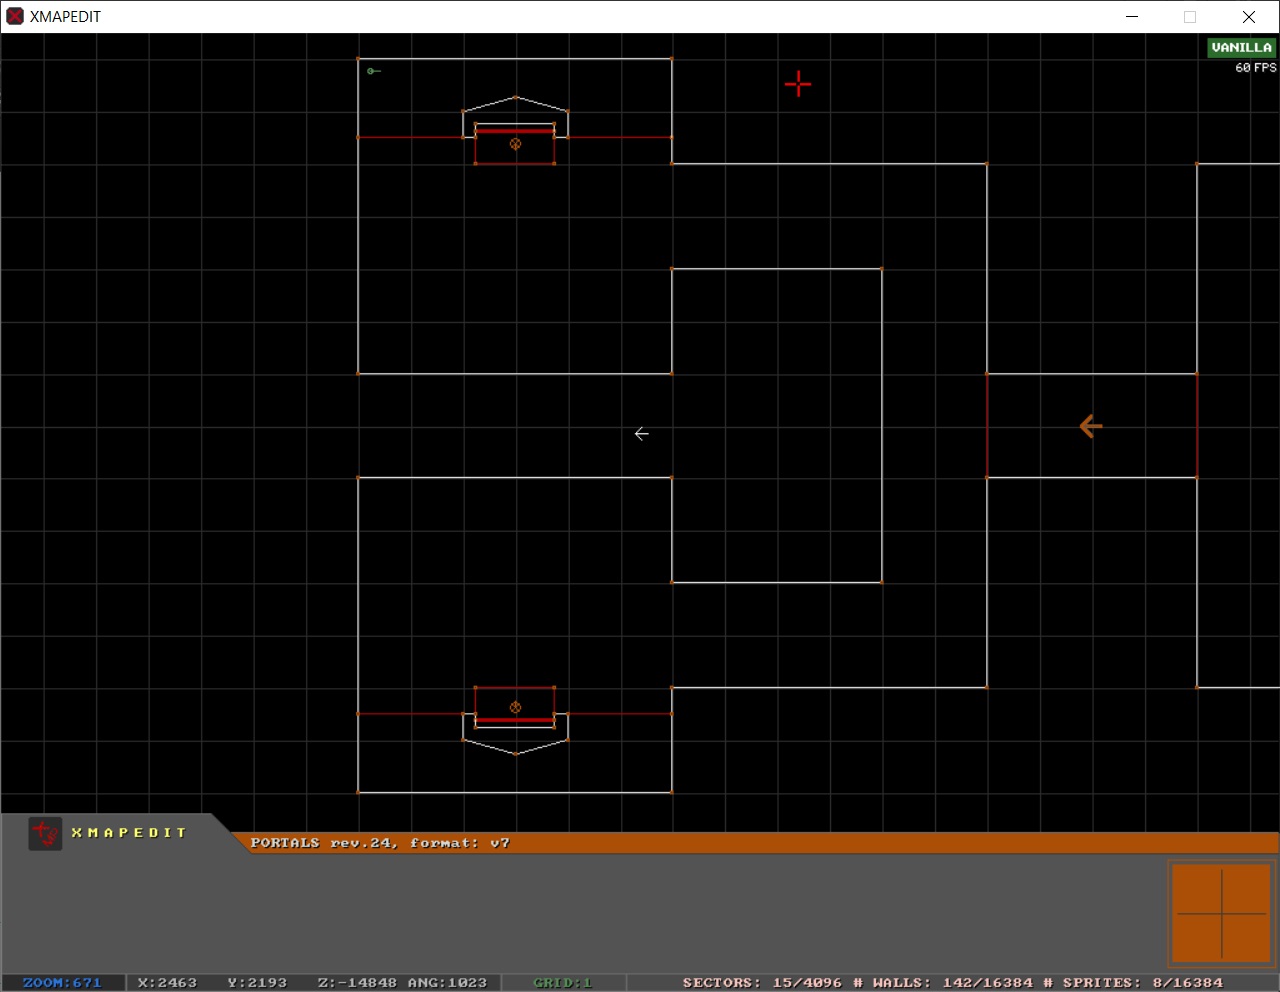 XMAPEDIT
VANILLA
60 FPS
XMAPEDIT
PORTALS rev.24, format: v7
ZOOM:671 X:2463 Y:2193 Z:-14848 ANG:1023 GRID:1 SECTORS: 15/4096 # WALLS: 142/16384 # SPRITES: 8/16384